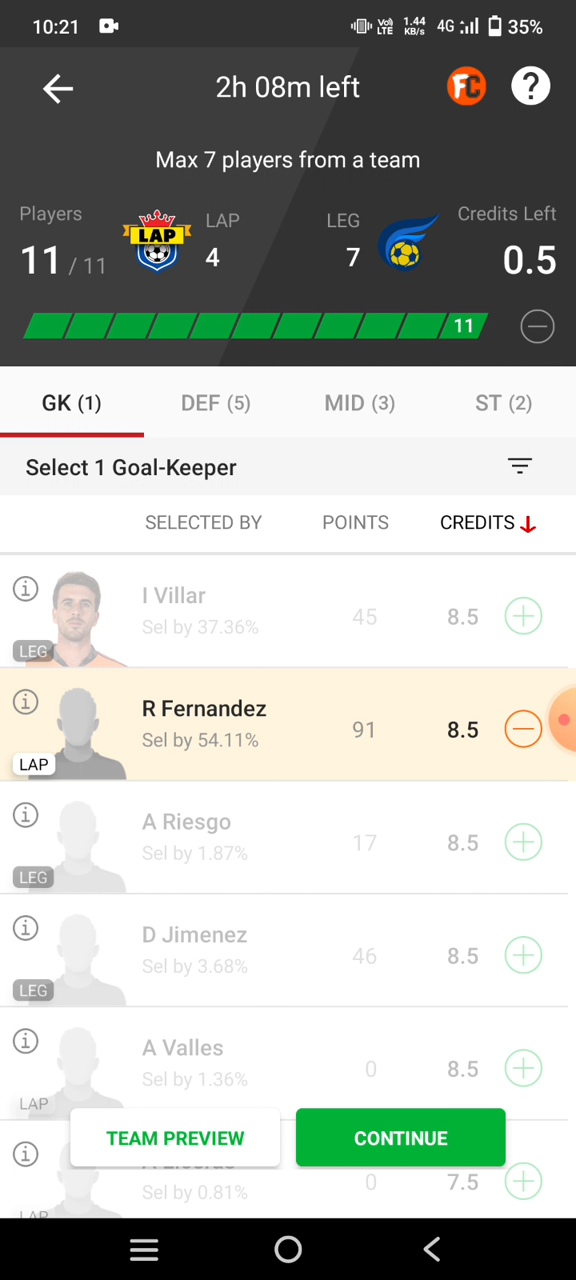 10:21 Vo) LTE 1.44 KB/s 4G 35%
2h 08m left FC ?
Max 7 players from a team
Players LAP LEG Credits Left
11 / 11 LAP 4 7 0.5
11
GK (1) DEF (5) MID (3) ST (2)
Select 1 Goal-Keeper
SELECTED BY POINTS CREDITS
I Villar
Sel by 37.36% 45 8.5
LEG
R Fernandez
Sel by 54.11% 91 8.5
LAP
A Riesgo
Sel by 1.87% 17 8.5
LEG
D Jimenez
Sel by 3.68% 46 8.5
LEG
A Valles
Sel by 1.36% 0 8.5
LAP
TEAM PREVIEW CONTINUE
Sel by 0.81% 0 7.5
LAP